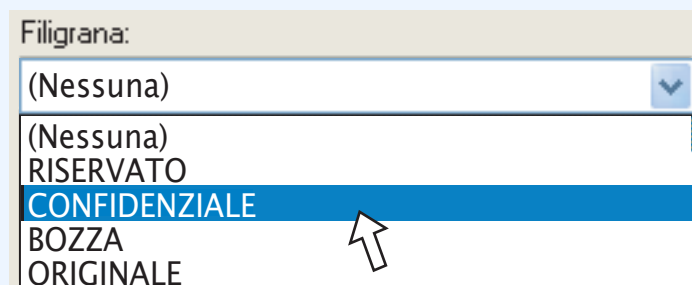 Filigrana:
(Nessuna)
(Nessuna)
RISERVATO
CONFIDENZIALE
BOZZA
ORIGINALE